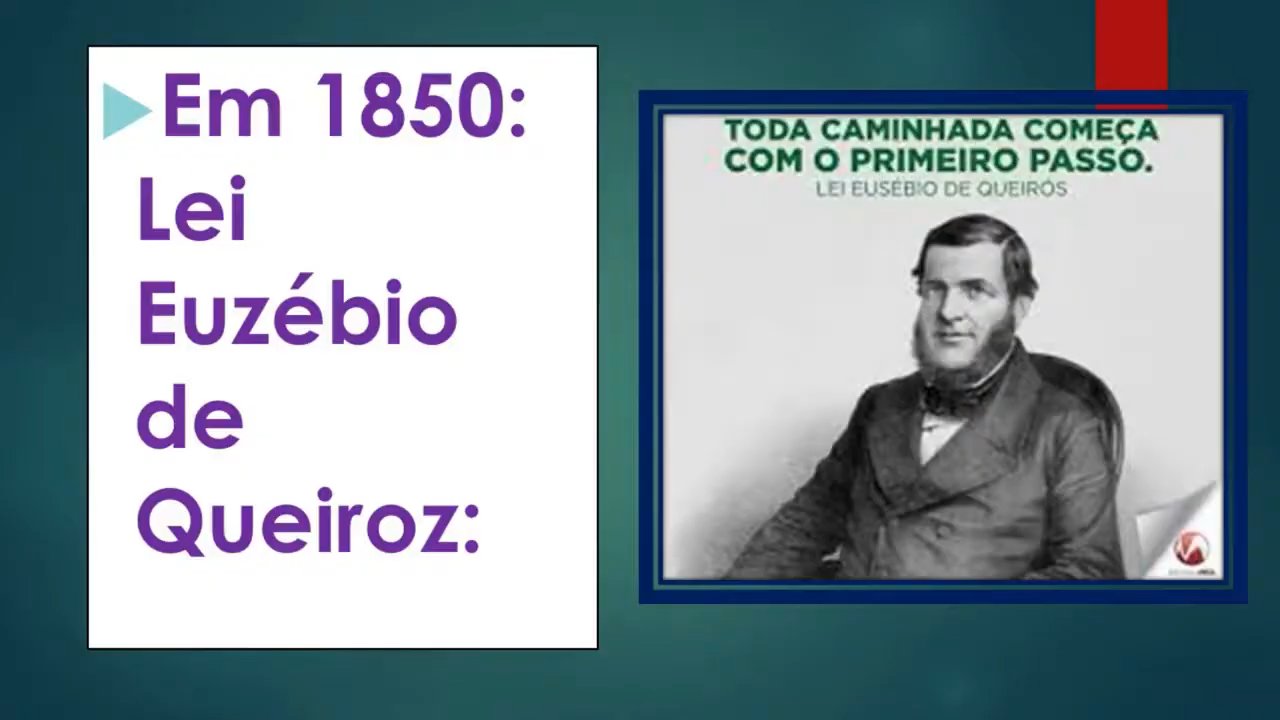 Em 1850:
Lei
Euzébio
de
Queiroz:
TODA CAMINHADA COMEÇA
COM O PRIMEIRO PASSO.
LEI EUSÉBIO DE QUEIRÓS